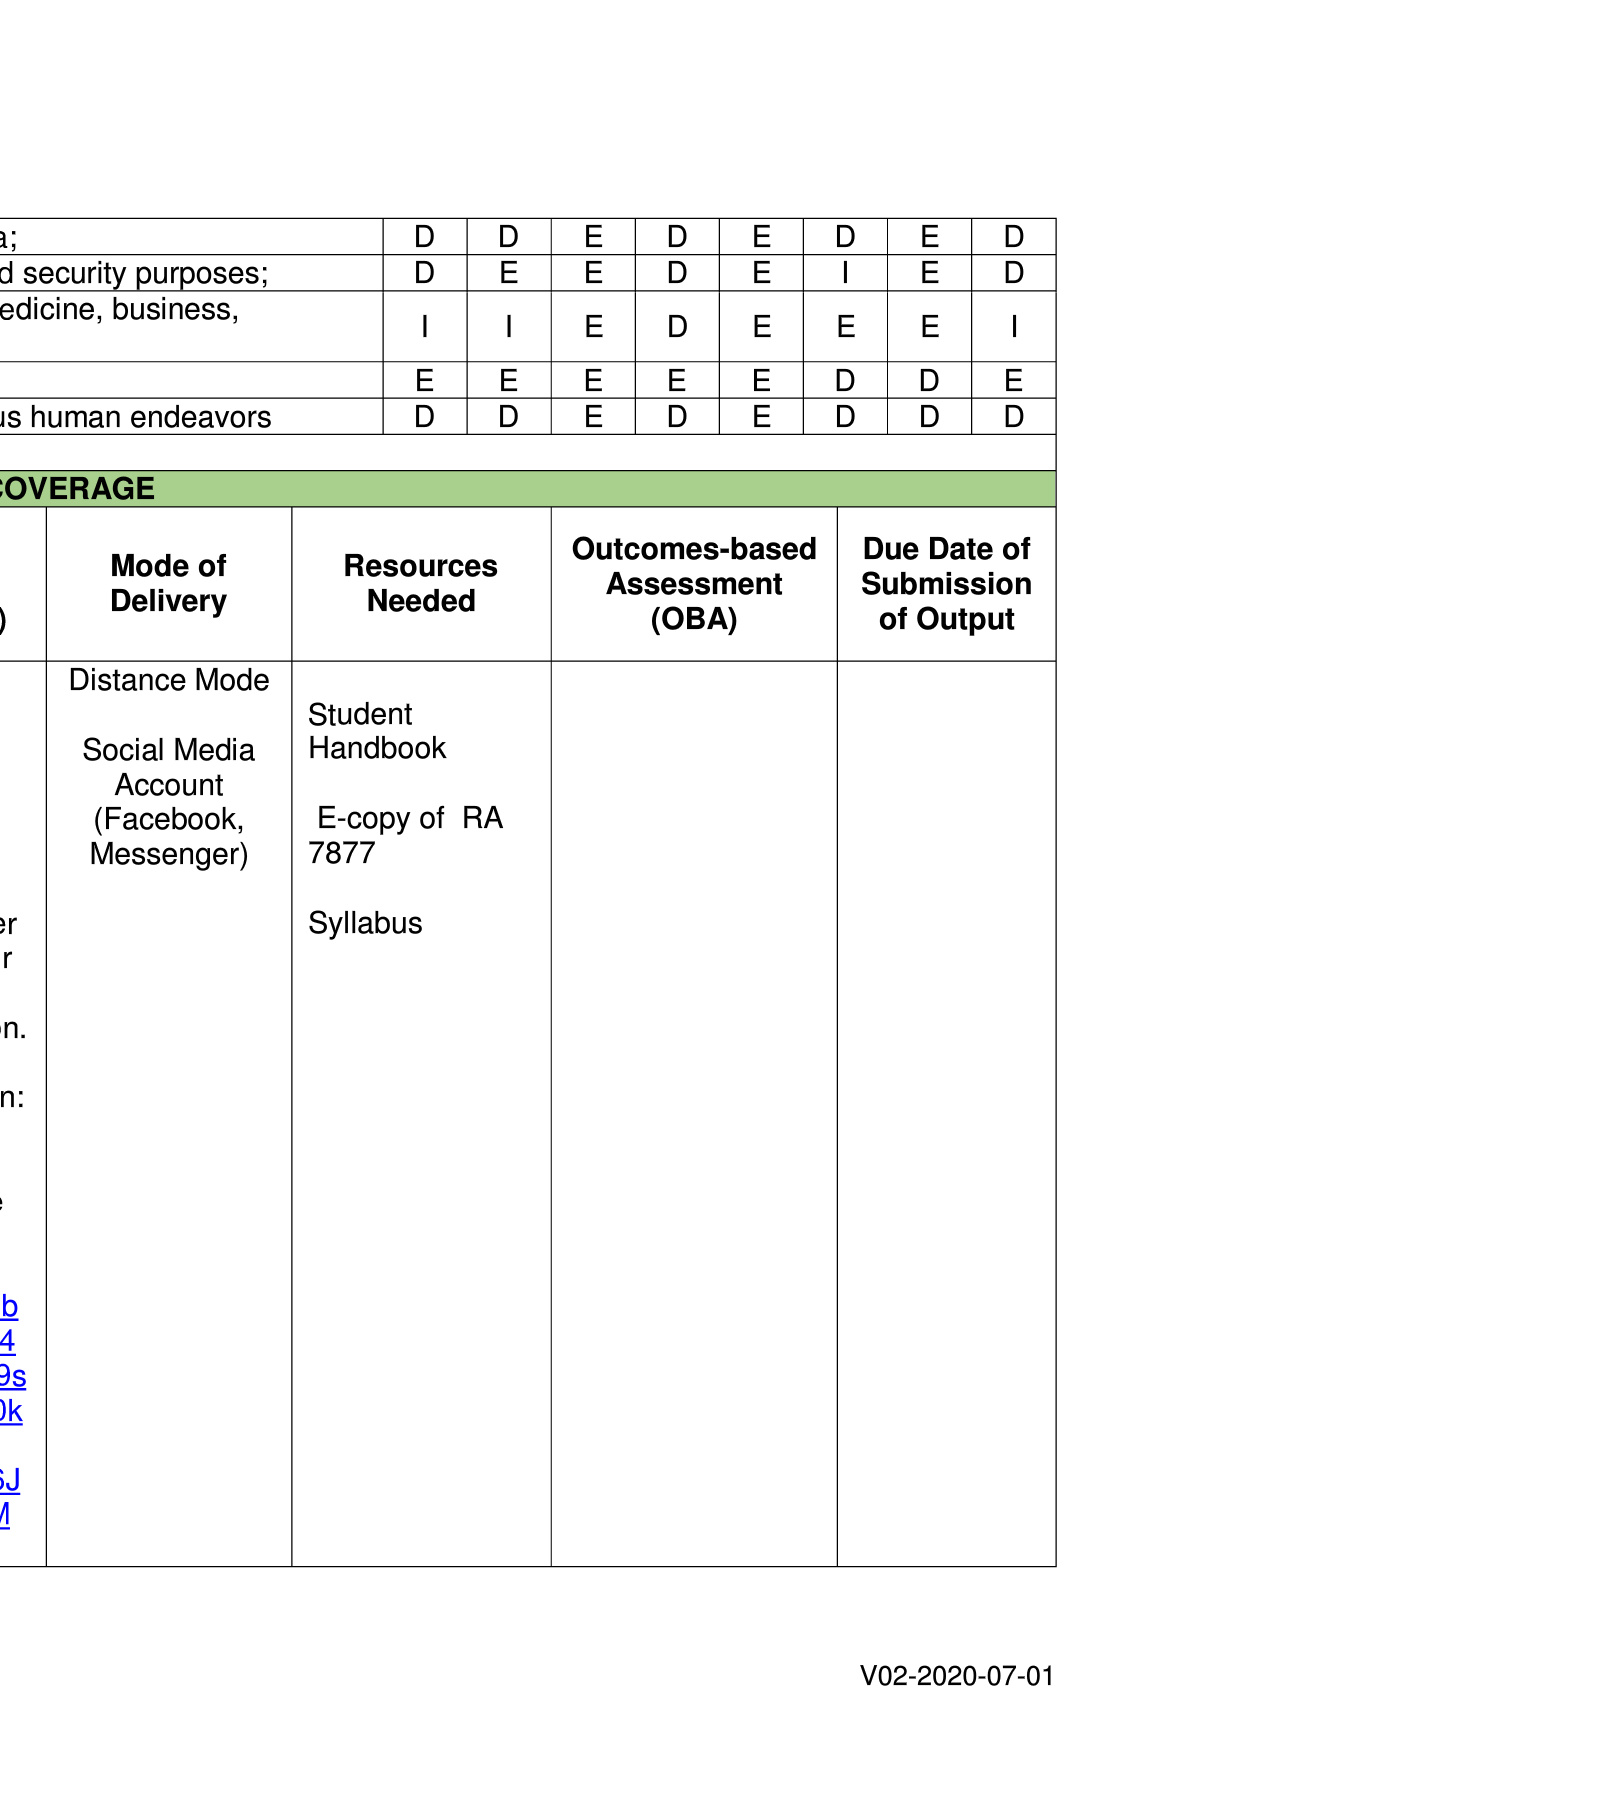 a; D D E D E D E D
d security purposes; D E E D E I E D
edicine, business,
I I E D E E E I
E E E E E D D E
us human endeavors D D E D E D D D
COVERAGE
)
Mode of
Delivery
Resources
Needed
Outcomes-based
Assessment
(OBA)
Due Date of
Submission
of Output
er
r
on.
n:
e
b
4
9s
0k
6J
M
Distance Mode
Social Media
Account
(Facebook,
Messenger)
Student
Handbook
E-copy of RA
7877
Syllabus
V02-2020-07-01